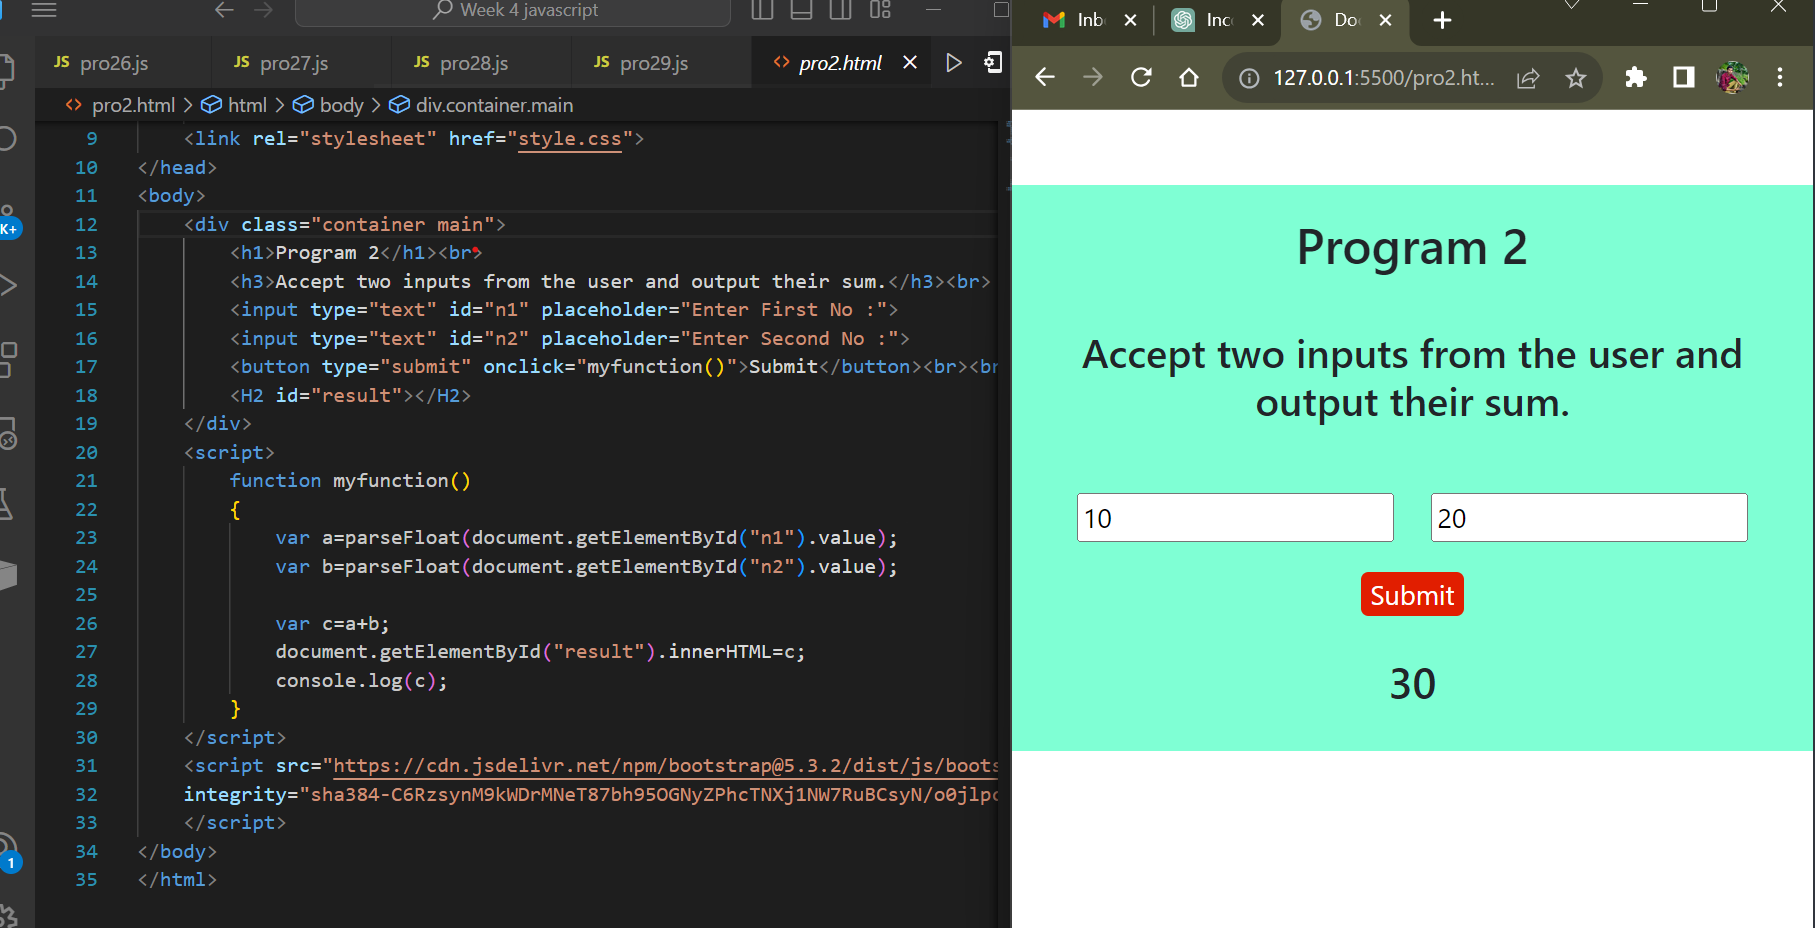 Week 4 javascript
JS pro26.js
JS pro27.js
JS pro28.js
JS pro29.js
<> pro2.html
<> pro2.html > html > body > div.container.main
9 <link rel="stylesheet" href="style.css">
10 </head>
11 <body>
12 <div class="container main">
13 <h1>Program 2</h1><br>
14 <h3>Accept two inputs from the user and output their sum.</h3><br>
15 <input type="text" id="n1" placeholder="Enter First No :">
16 <input type="text" id="n2" placeholder="Enter Second No :">
17 <button type="submit" onclick="myfunction()">Submit</button><br><br
18 <H2 id="result"></H2>
19 </div>
20 <script>
21 function myfunction()
22 {
23 var a=parseFloat(document.getElementById("n1").value);
24 var b=parseFloat(document.getElementById("n2").value);
25
26 var c=a+b;
27 document.getElementById("result").innerHTML=c;
28 console.log(c);
29 }
30 </script>
31 <script src="https://cdn.jsdelivr.net/npm/bootstrap@5.3.2/dist/js/boots
32 integrity="sha384-C6RzsynM9kWDrMNeT87bh95OGNyZPhcTNXj1NW7RuBCsyN/o0jlpc
33 </script>
34 </body>
35 </html>
K+
1
Inb
Inc
Do
127.0.0.1:5500/pro2.ht...
Program 2
Accept two inputs from the user and
output their sum.
10
20
Submit
30